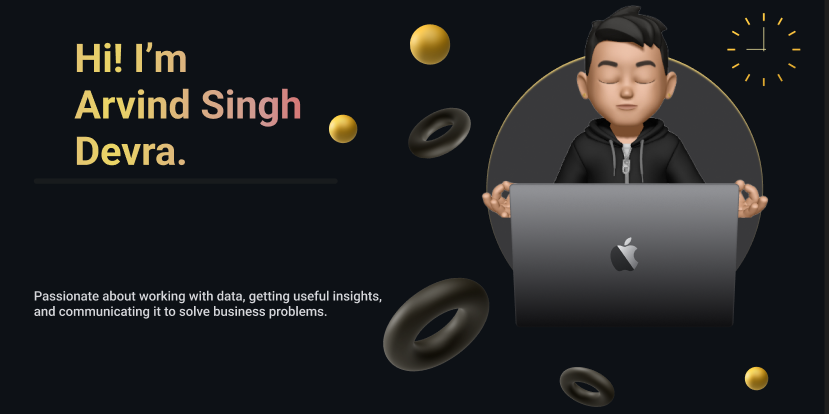 Hi! I’m
Arvind Singh
Devra.
Passionate about working with data, getting useful insights,
and communicating it to solve business problems.